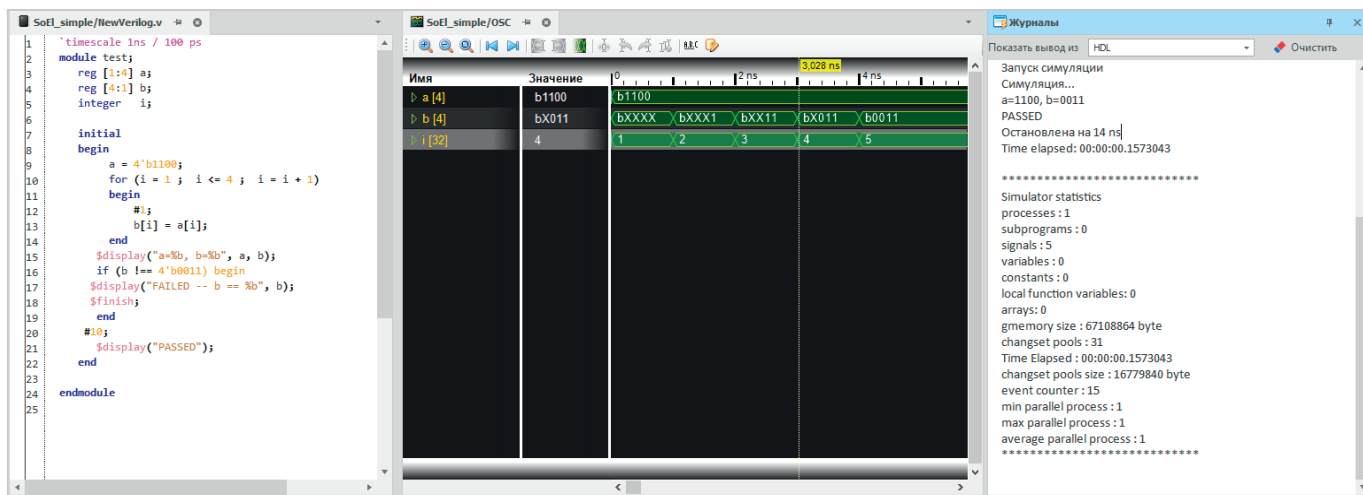 SoEl_simple/NewVerilog.v
1 `timescale 1ns / 100 ps
2 module test;
3 reg [1:4] a;
4 reg [4:1] b;
5 integer i;
6
7 initial
8 begin
9 a = 4'b1100;
10 for (i = 1 ; i <= 4 ; i = i + 1)
11 begin
12 #1;
13 b[i] = a[i];
14 end
15 $display("a=%b, b=%b", a, b);
16 if (b !== 4'b0011) begin
17 $display("FAILED -- b == %b", b);
18 $finish;
19 end
20 #10;
21 $display("PASSED");
22 end
23
24 endmodule
25
SoEl_simple/OSC
A.B.C
3,028 ns
Имя Значение 0 2 ns 4 ns
a [4] b1100 b1100
b [4] bX011 bXXXX bXXX1 bXX11 bX011 b0011
i [32] 4 1 2 3 4 5
Журналы
Показать вывод из HDL Очистить
Запуск симуляции
Симуляция...
a=1100, b=0011
PASSED
Остановлена на 14 ns
Time elapsed: 00:00:00.1573043
****************************
Simulator statistics
processes : 1
subprograms : 0
signals : 5
variables : 0
constants : 0
local function variables: 0
arrays: 0
gmemory size : 67108864 byte
changset pools : 31
Time Elapsed : 00:00:00.1573043
changset pools size : 16779840 byte
event counter : 15
min parallel process : 1
max parallel process : 1
average parallel process : 1
****************************